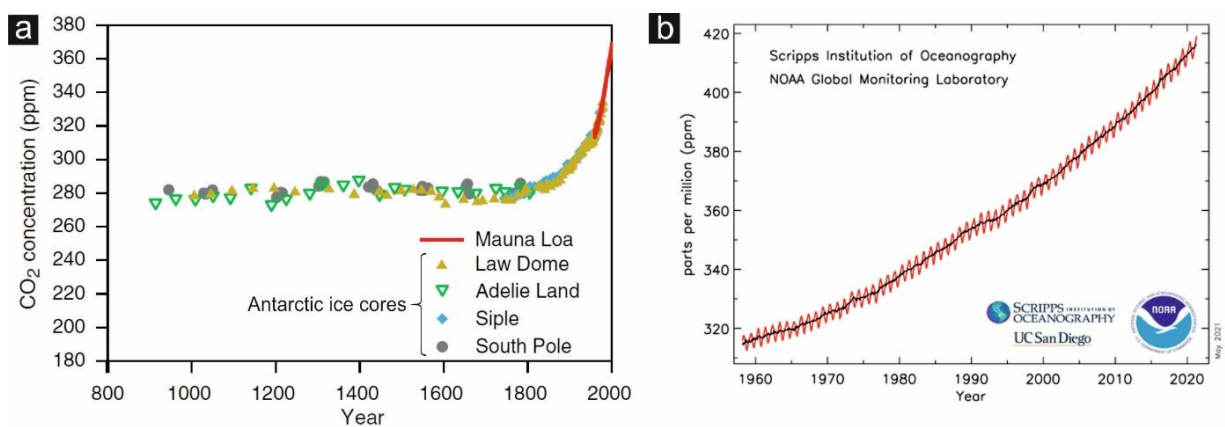 a
CO₂ concentration (ppm)
380
360
340
320
300
280
260
240
220
200
180
800
1000
1200
1400
1600
1800
2000
Year
Mauna Loa
Law Dome
Adelie Land
Siple
South Pole
Antarctic ice cores
b
Scripps Institution of Oceanography
NOAA Global Monitoring Laboratory
parts per million (ppm)
420
400
380
360
340
320
1960
1970
1980
1990
2000
2010
2020
Year
SCRIPPS INSTITUTION OF
OCEANOGRAPHY
UC San Diego
NOAA
May 2021